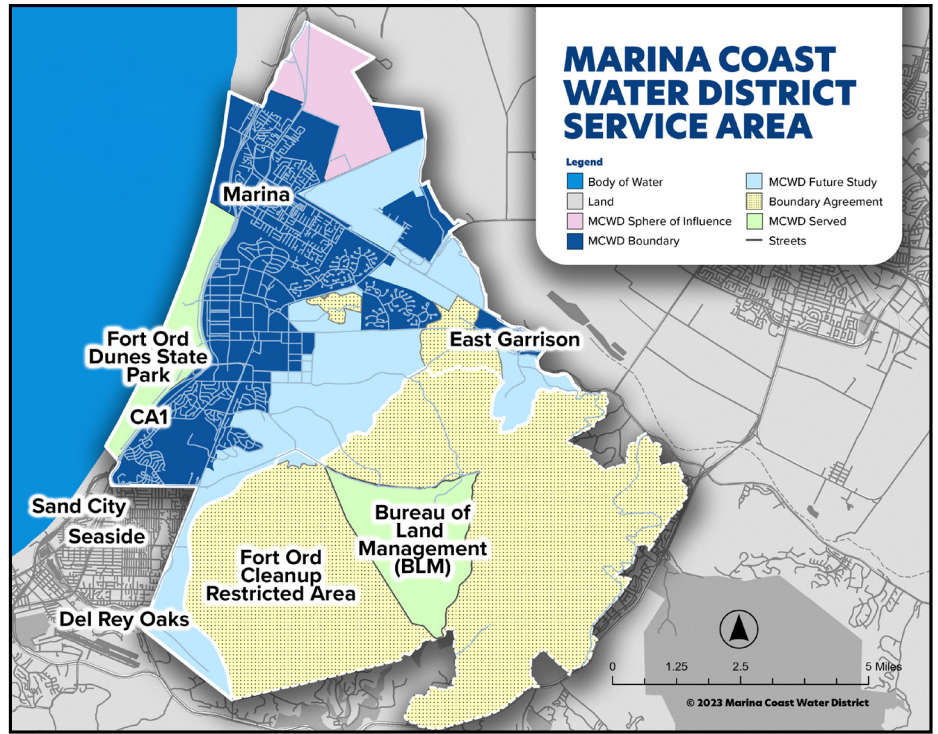 MARINA COAST
WATER DISTRICT
SERVICE AREA
Legend
Body of Water
Land
MCWD Sphere of Influence
MCWD Boundary
MCWD Future Study
Boundary Agreement
MCWD Served
Streets
Marina
Fort Ord
Dunes State
Park
East Garrison
CA1
Sand City
Seaside
Bureau of
Land
Management
(BLM)
Fort Ord
Cleanup
Restricted Area
Del Rey Oaks
0 1.25 2.5 5 Miles
© 2023 Marina Coast Water District